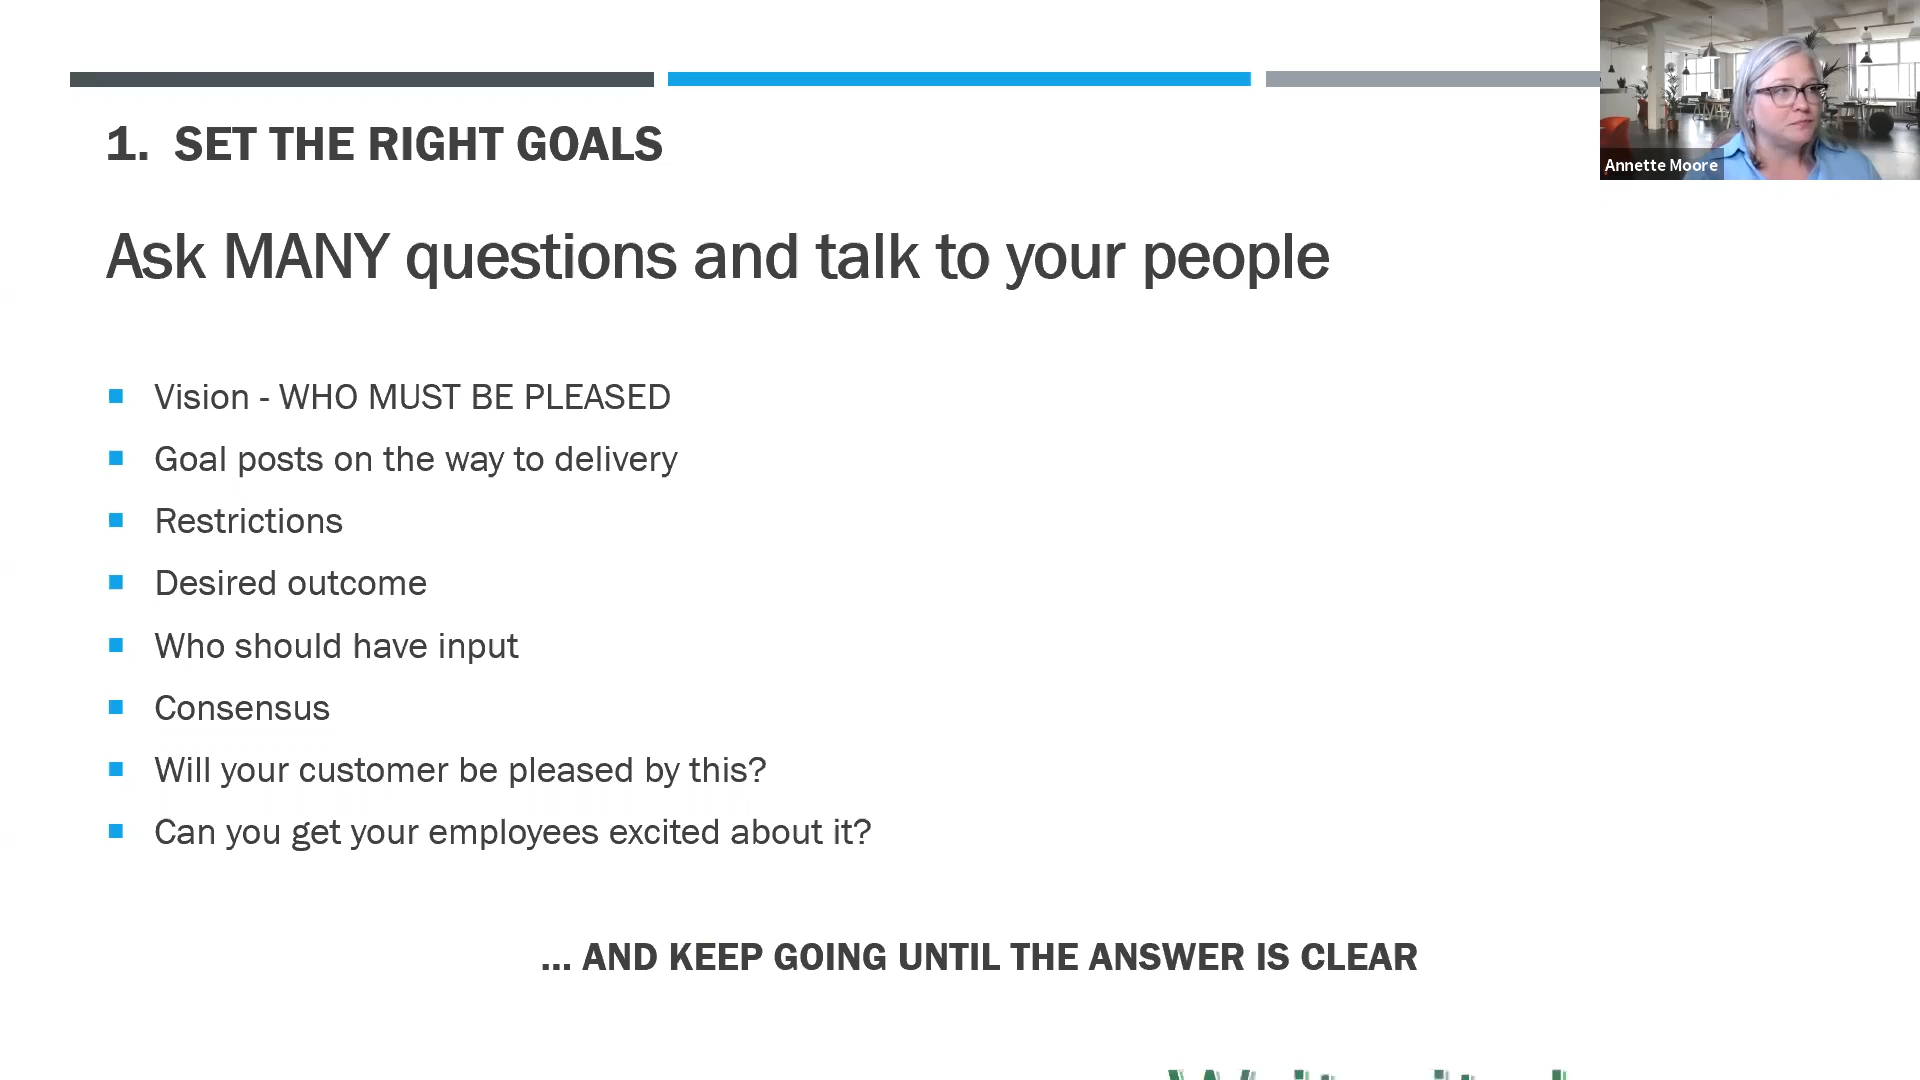 1. SET THE RIGHT GOALS
Annette Moore
Ask MANY questions and talk to your people
Vision - WHO MUST BE PLEASED
Goal posts on the way to delivery
Restrictions
Desired outcome
Who should have input
Consensus
Will your customer be pleased by this?
Can you get your employees excited about it?
... AND KEEP GOING UNTIL THE ANSWER IS CLEAR